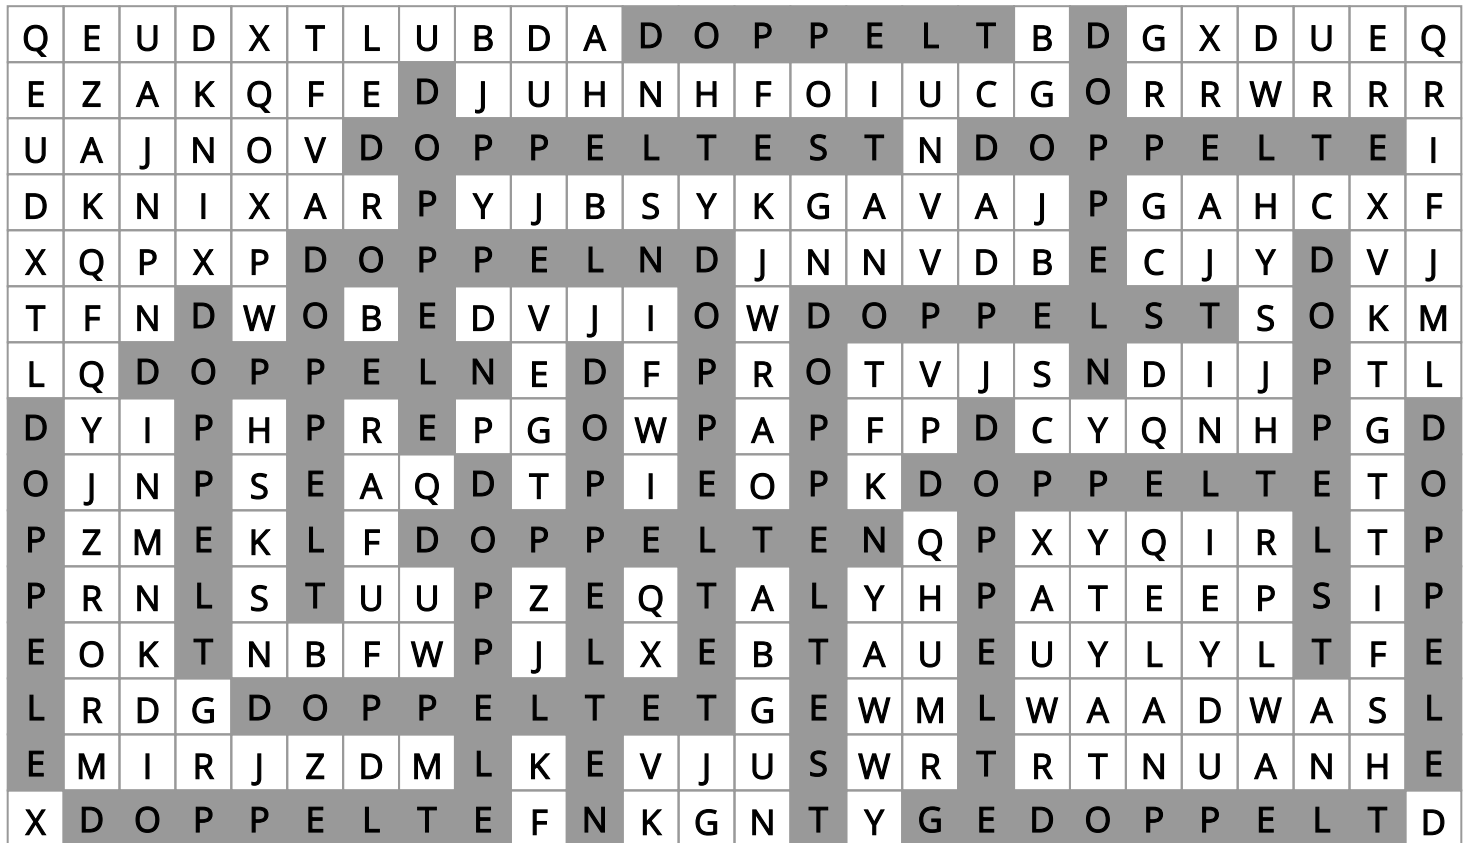 Q E U D X T L U B D A D O P P E L T B D G X D U E Q
E Z A K Q F E D J U H N H F O I U C G O R R W R R R
U A J N O V D O P P E L T E S T N D O P P E L T E I
D K N I X A R P Y J B S Y K G A V A J P G A H C X F
X Q P X P D O P P E L N D J N N V D B E C J Y D V J
T F N D W O B E D V J I O W D O P P E L S T S O K M
L Q D O P P E L N E D F P R O T V J S N D I J P T L
D Y I P H P R E P G O W P A P F P D C Y Q N H P G D
O J N P S E A Q D T P I E O P K D O P P E L T E T O
P Z M E K L F D O P P E L T E N Q P X Y Q I R L T P
P R N L S T U U P Z E Q T A L Y H P A T E E P S I P
E O K T N B F W P J L X E B T A U E U Y L Y L T F E
L R D G D O P P E L T E T G E W M L W A A D W A S L
E M I R J Z D M L K E V J U S W R T R T N U A N H E
X D O P P E L T E F N K G N T Y G E D O P P E L T D